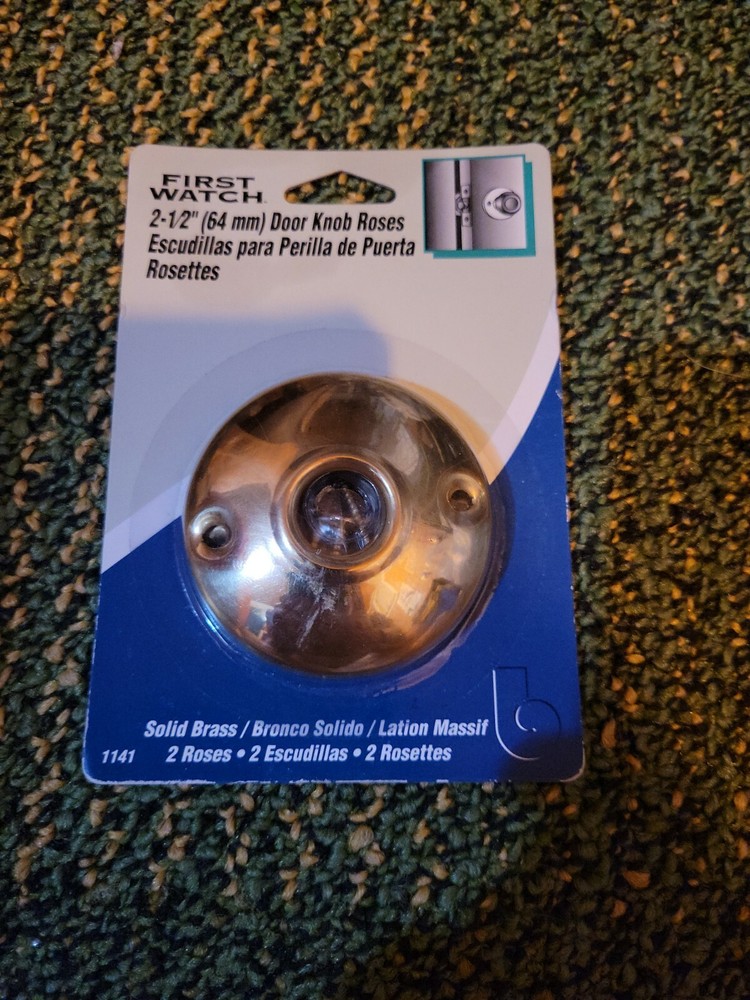 FIRST
WATCH
2-1/2" (64 mm) Door Knob Roses
Escudillas para Perilla de Puerta
Rosettes
Solid Brass / Bronco Solido / Lation Massif
1141 2 Roses • 2 Escudillas • 2 Rosettes